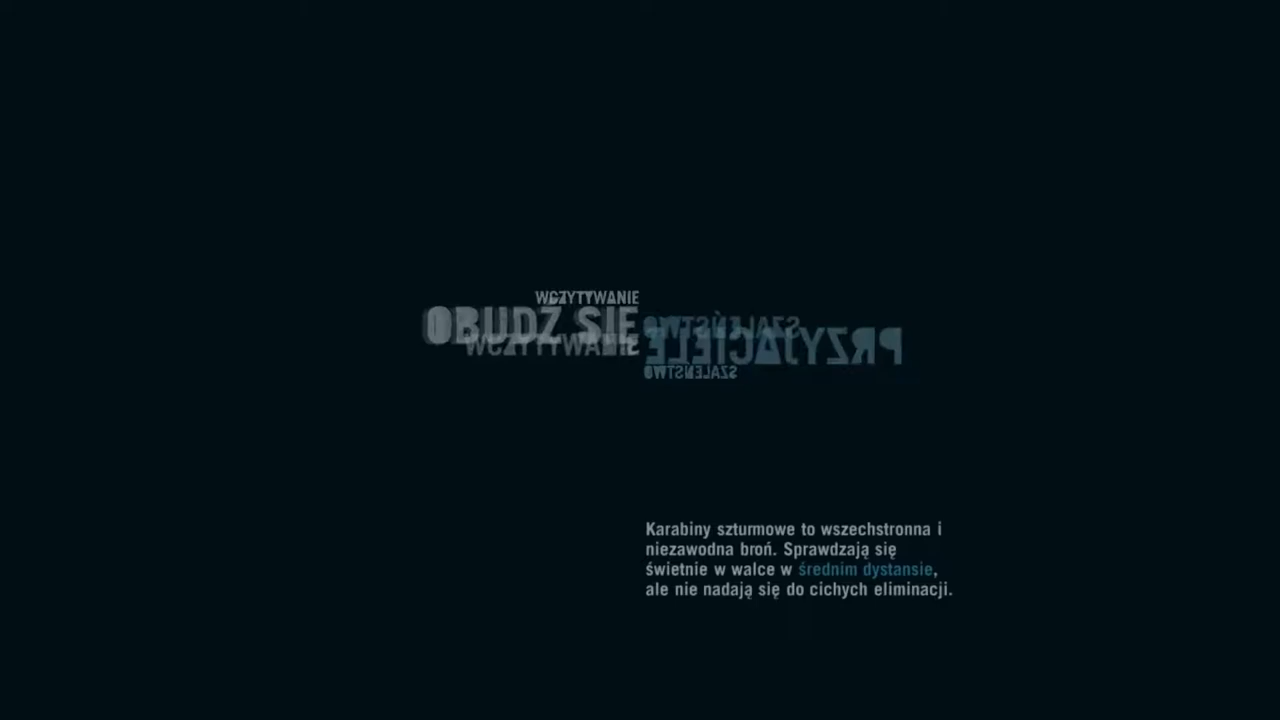 WCZYTYWANIE
OBUDŹ SIĘ
WCZYTYWANIE
SZALEŃSTWO
PRZYJACIELE
SZALEŃSTWO
Karabiny szturmowe to wszechstronna i
niezawodna broń. Sprawdzają się
świetnie w walce w średnim dystansie,
ale nie nadają się do cichych eliminacji.